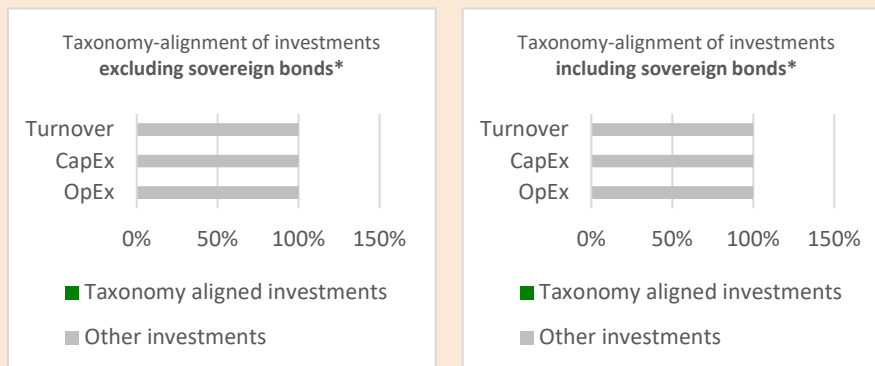 Taxonomy-alignment of investments
excluding sovereign bonds*
Turnover
CapEx
OpEx
0% 50% 100% 150%
Taxonomy aligned investments
Other investments
Taxonomy-alignment of investments
including sovereign bonds*
Turnover
CapEx
OpEx
0% 50% 100% 150%
Taxonomy aligned investments
Other investments